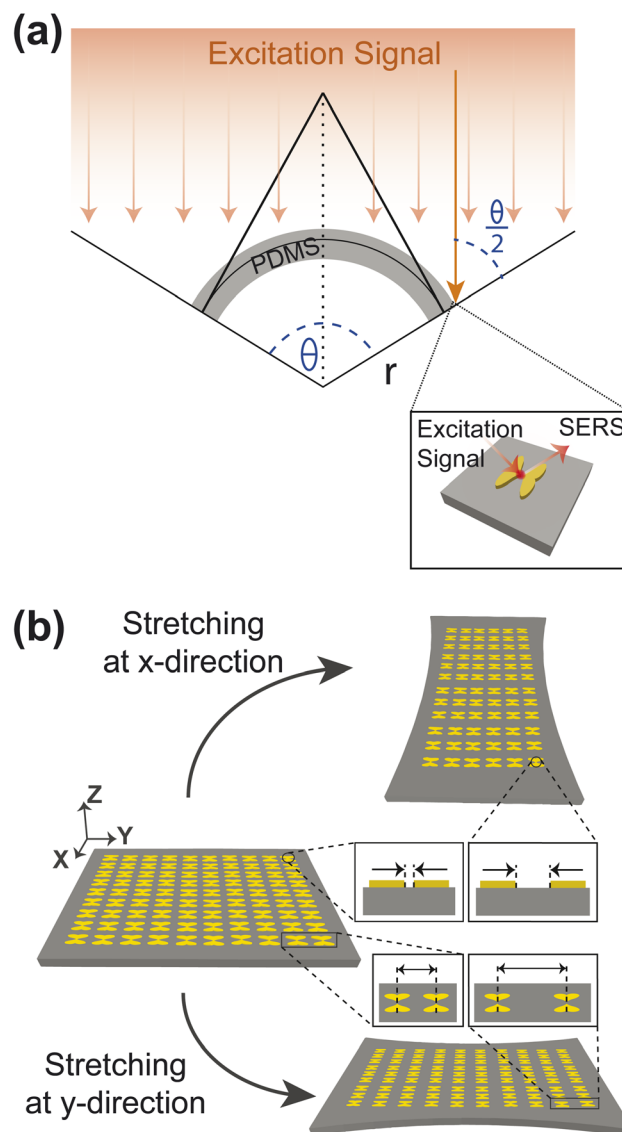 (a)
Excitation Signal
θ
2
PDMS
θ
r
Excitation
Signal
SERS
(b)
Stretching
at x-direction
Z
Y
X
Stretching
at y-direction